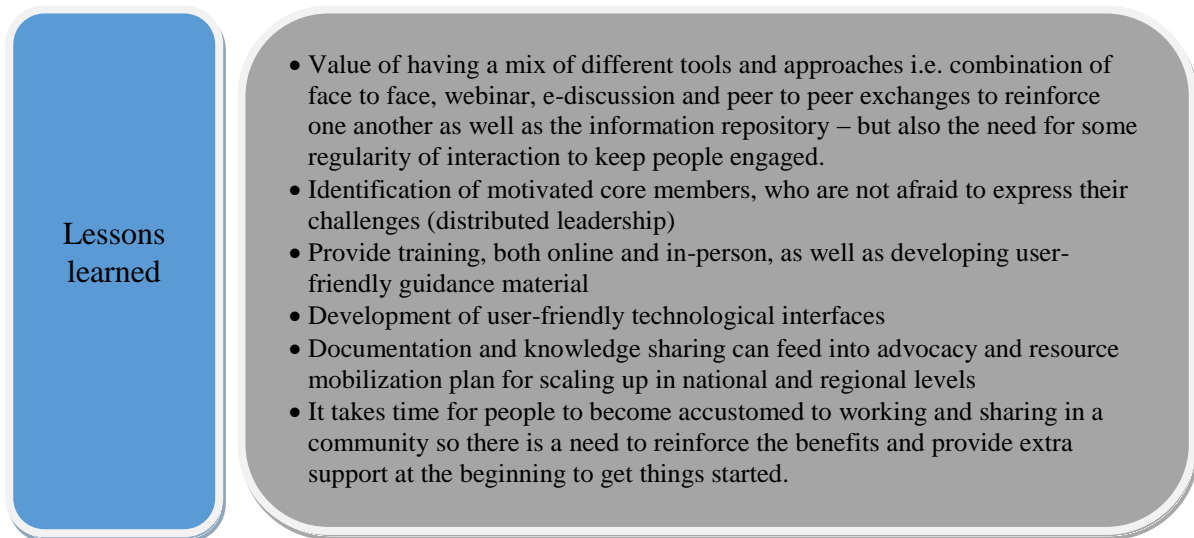 Lessons
learned
• Value of having a mix of different tools and approaches i.e. combination of
face to face, webinar, e-discussion and peer to peer exchanges to reinforce
one another as well as the information repository – but also the need for some
regularity of interaction to keep people engaged.
• Identification of motivated core members, who are not afraid to express their
challenges (distributed leadership)
• Provide training, both online and in-person, as well as developing user-
friendly guidance material
• Development of user-friendly technological interfaces
• Documentation and knowledge sharing can feed into advocacy and resource
mobilization plan for scaling up in national and regional levels
• It takes time for people to become accustomed to working and sharing in a
community so there is a need to reinforce the benefits and provide extra
support at the beginning to get things started.